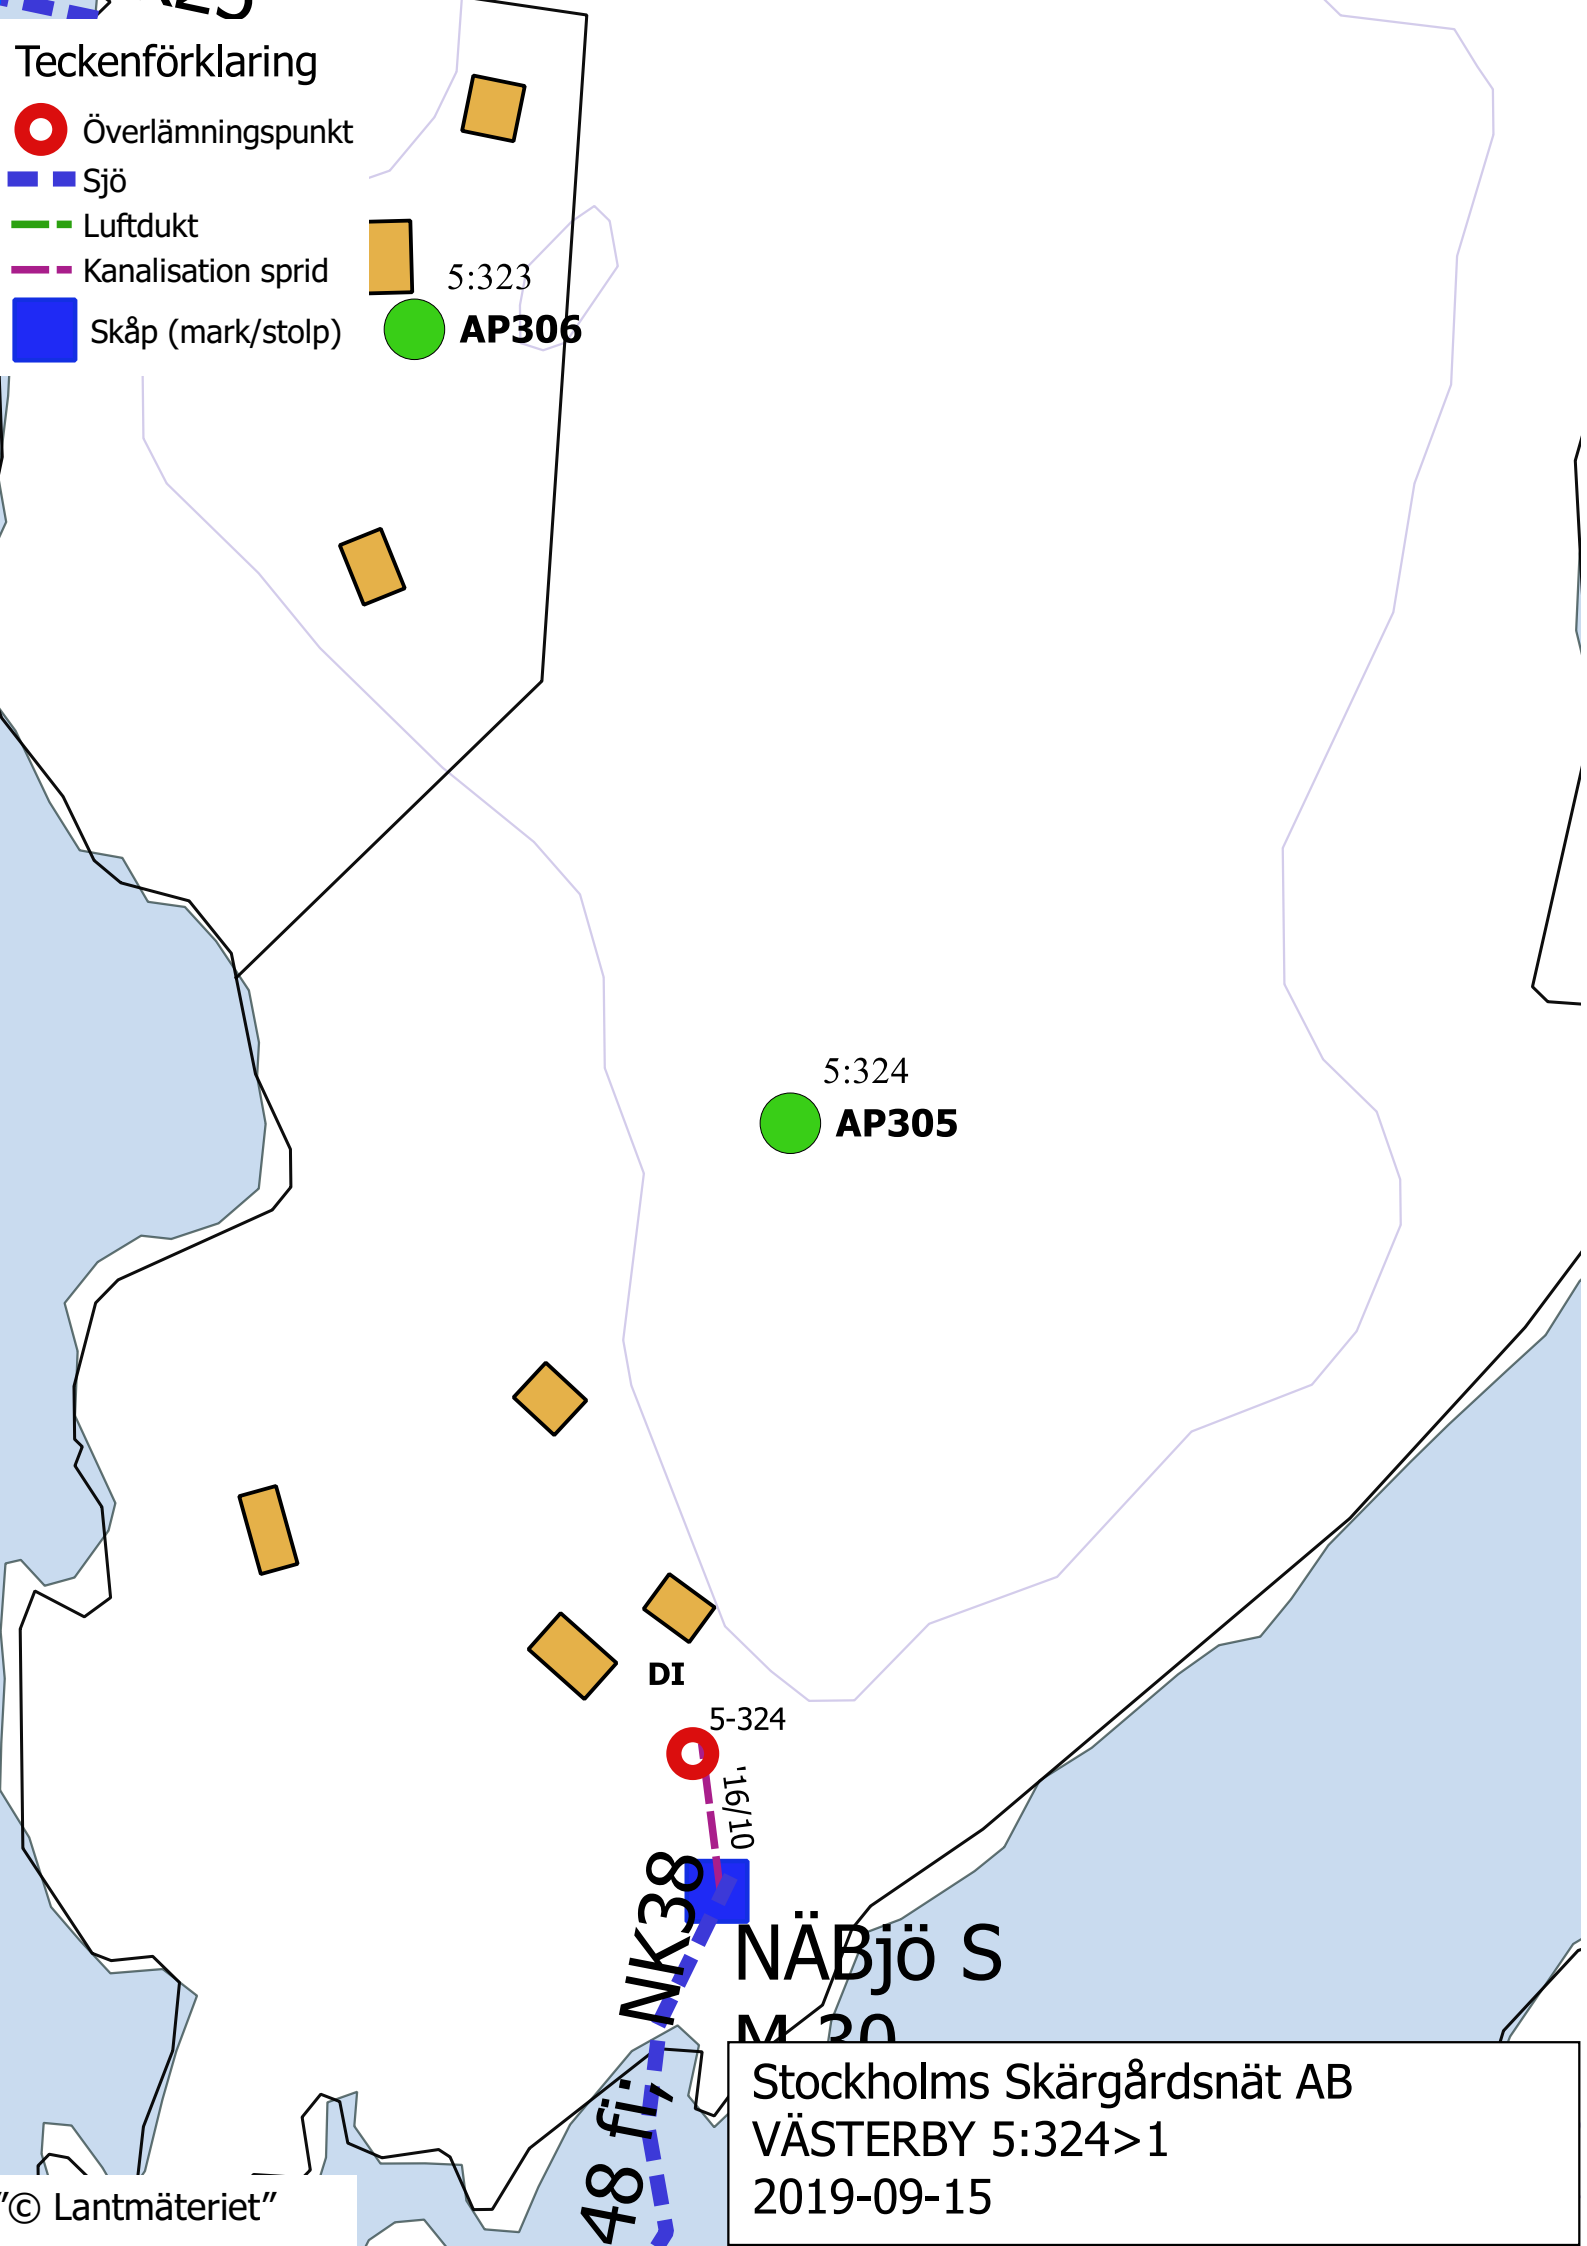 Teckenförklaring
Överlämningspunkt
Sjö
Luftdukt
Kanalisation sprid
Skåp (mark/stolp)
5:323
AP306
5:324
AP305
DI
5-324
'16/10
48 fi, NK38
NÄBjö S
M 30
Stockholms Skärgårdsnät AB
VÄSTERBY 5:324>1
2019-09-15
"© Lantmäteriet"